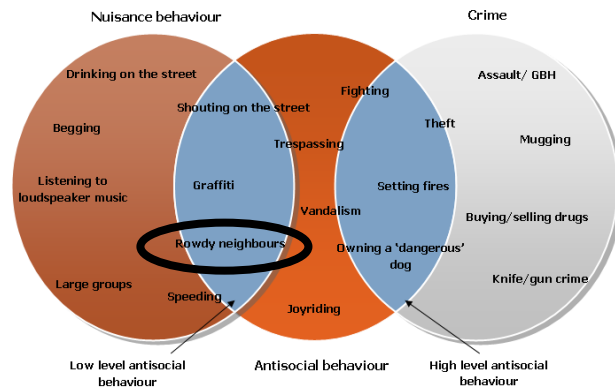 Nuisance behaviour
Crime
Drinking on the street
Assault/ GBH
Fighting
Shouting on the street
Begging
Theft
Mugging
Trespassing
Listening to
loudspeaker music
Graffiti
Setting fires
Vandalism
Buying/selling drugs
Rowdy neighbours
Owning a 'dangerous'
dog
Knife/gun crime
Large groups
Speeding
Joyriding
Low level antisocial
behaviour
Antisocial behaviour
High level antisocial
behaviour